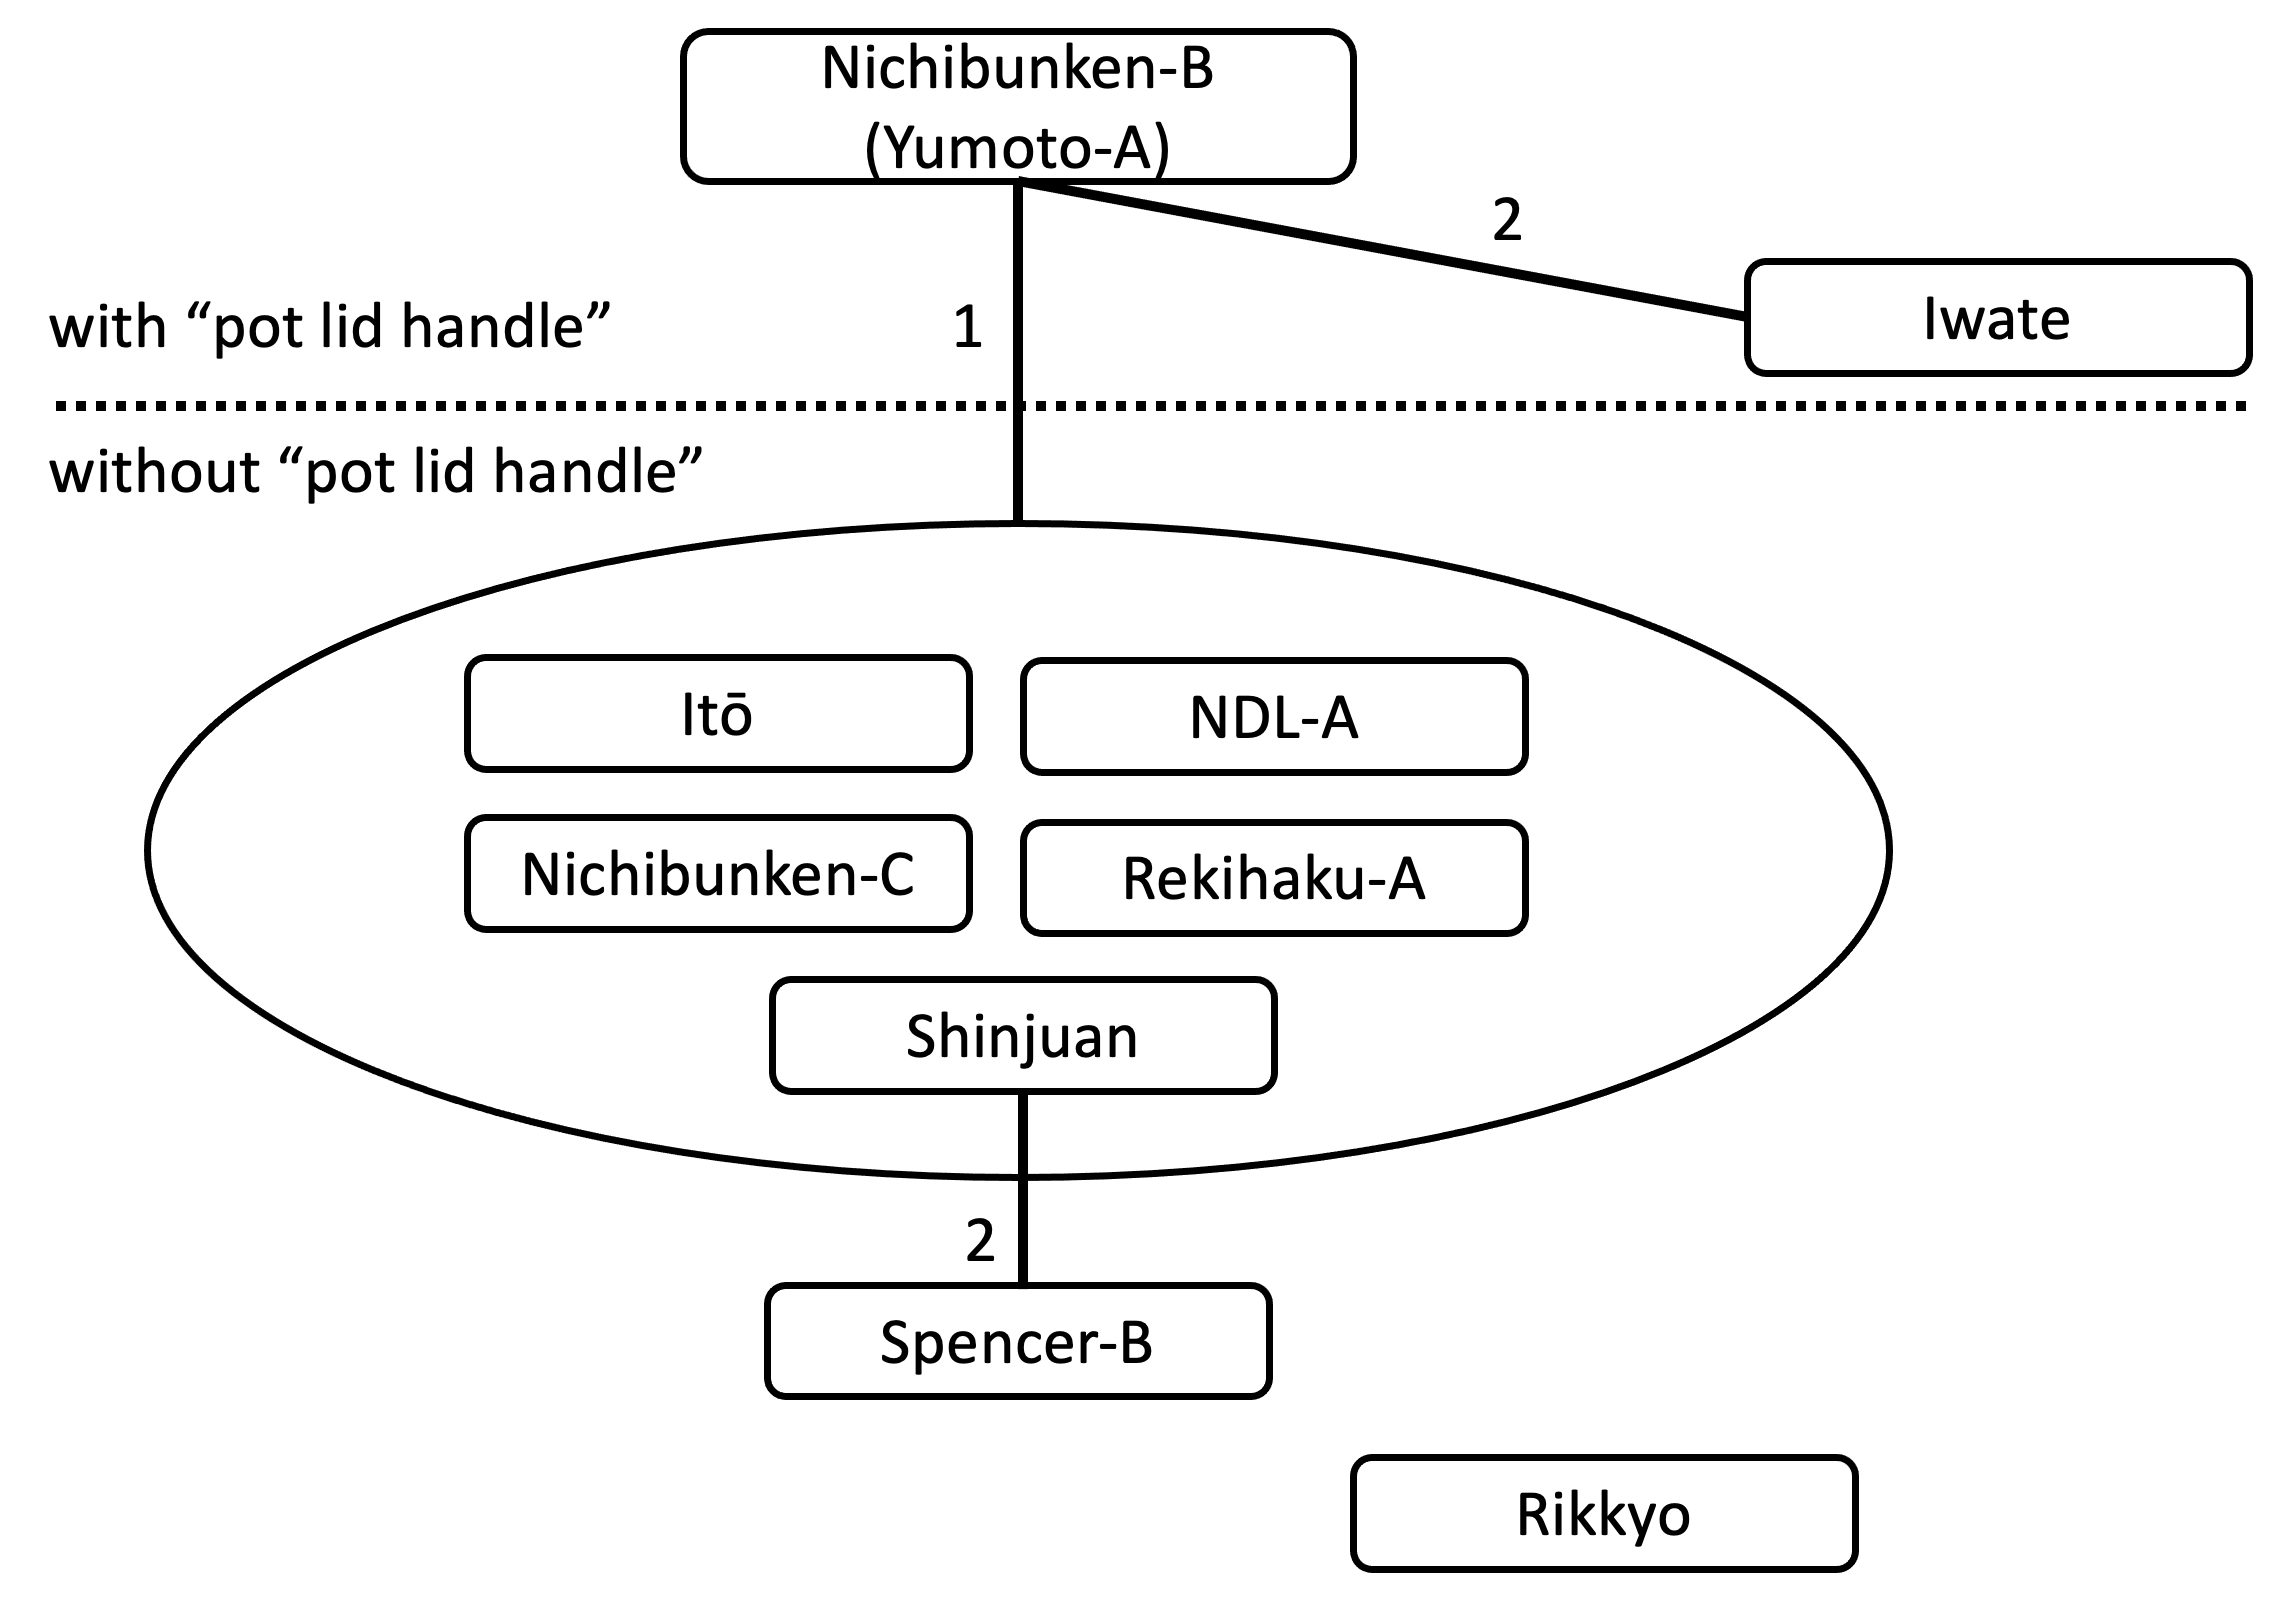 Nichibunken-B
(Yumoto-A)
2
Iwate
with “pot lid handle”
1
without “pot lid handle”
Itō
NDL-A
Nichibunken-C
Rekihaku-A
Shinjuan
2
Spencer-B
Rikkyo